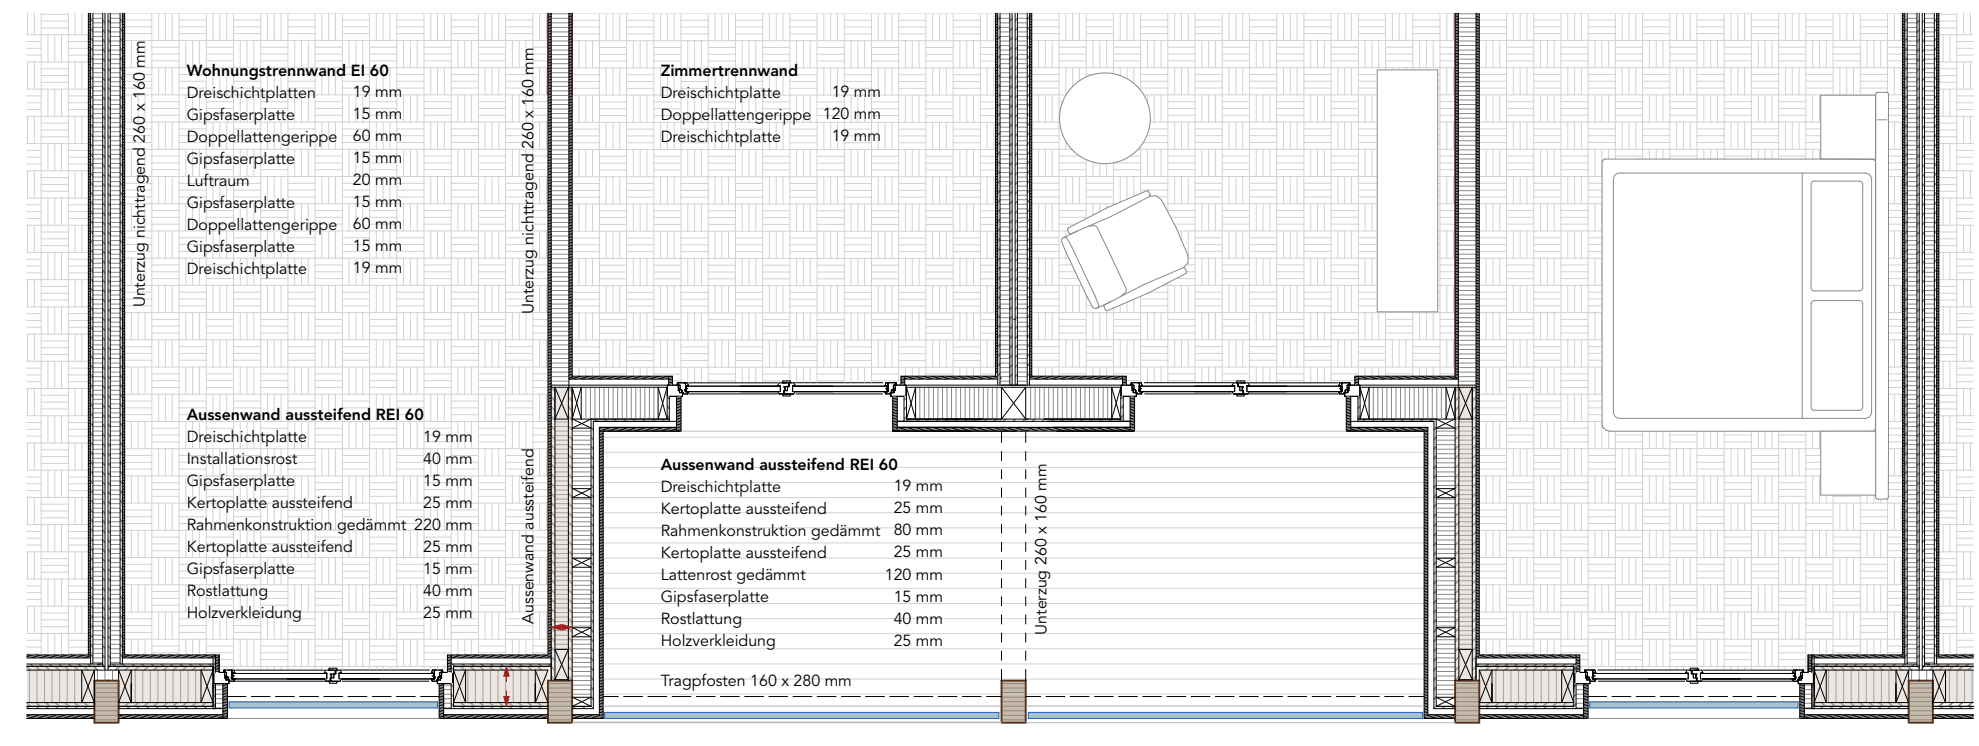 Unterzug nichttragend 260 x 160 mm
Wohnungstrennwand EI 60
Dreischichtplatten 19 mm
Gipsfaserplatte 15 mm
Doppellattengerippe 60 mm
Gipsfaserplatte 15 mm
Luftraum 20 mm
Gipsfaserplatte 15 mm
Doppellattengerippe 60 mm
Gipsfaserplatte 15 mm
Dreischichtplatte 19 mm
Unterzug nichttragend 260 x 160 mm
Zimmertrennwand
Dreischichtplatte 19 mm
Doppellattengerippe 120 mm
Dreischichtplatte 19 mm
Aussenwand aussteifend REI 60
Dreischichtplatte 19 mm
Installationsrost 40 mm
Gipsfaserplatte 15 mm
Kertoplatte aussteifend 25 mm
Rahmenkonstruktion gedämmt 220 mm
Kertoplatte aussteifend 25 mm
Gipsfaserplatte 15 mm
Rostlattung 40 mm
Holzverkleidung 25 mm
Aussenwand aussteifend
Aussenwand aussteifend REI 60
Dreischichtplatte 19 mm
Kertoplatte aussteifend 25 mm
Rahmenkonstruktion gedämmt 80 mm
Kertoplatte aussteifend 25 mm
Lattenrost gedämmt 120 mm
Gipsfaserplatte 15 mm
Rostlattung 40 mm
Holzverkleidung 25 mm
Tragpfosten 160 x 280 mm
Unterzug 260 x 160 mm